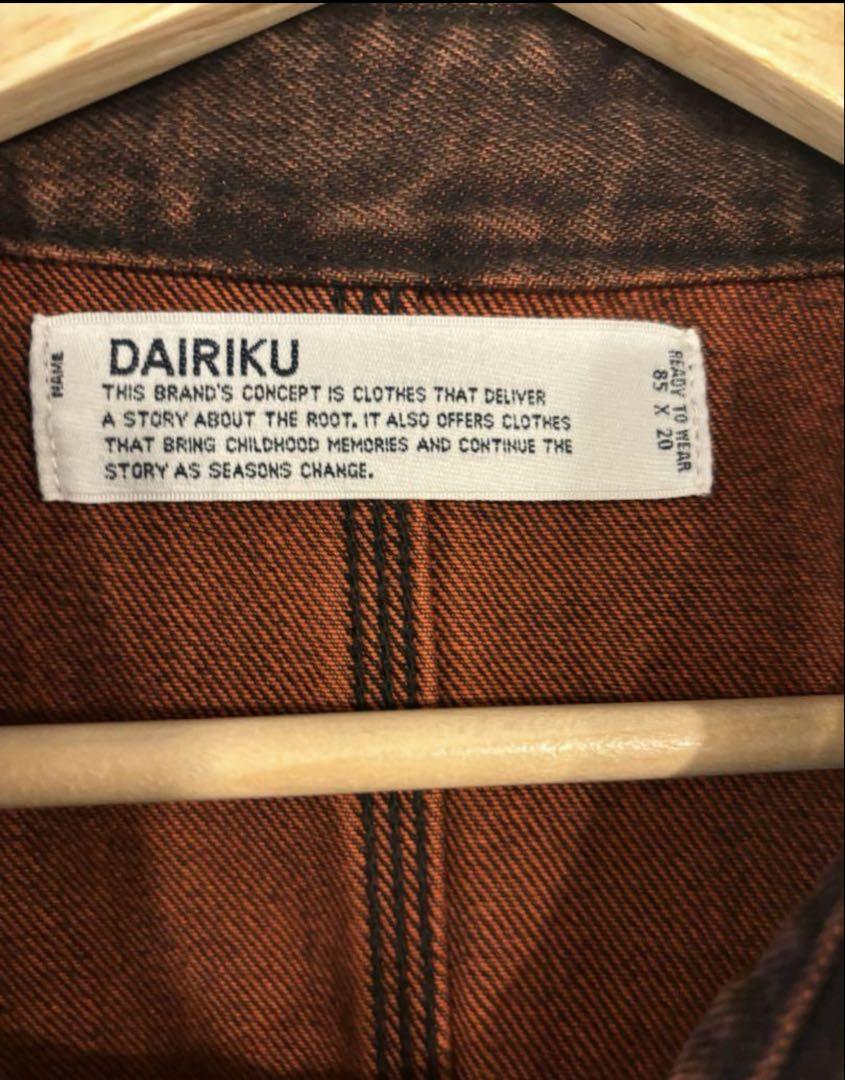 NAME
DAIRIKU
THIS BRAND'S CONCEPT IS CLOTHES THAT DELIVER
A STORY ABOUT THE ROOT. IT ALSO OFFERS CLOTHES
THAT BRING CHILDHOOD MEMORIES AND CONTINUE THE
STORY AS SEASONS CHANGE.
READY TO WEAR
85 X 20